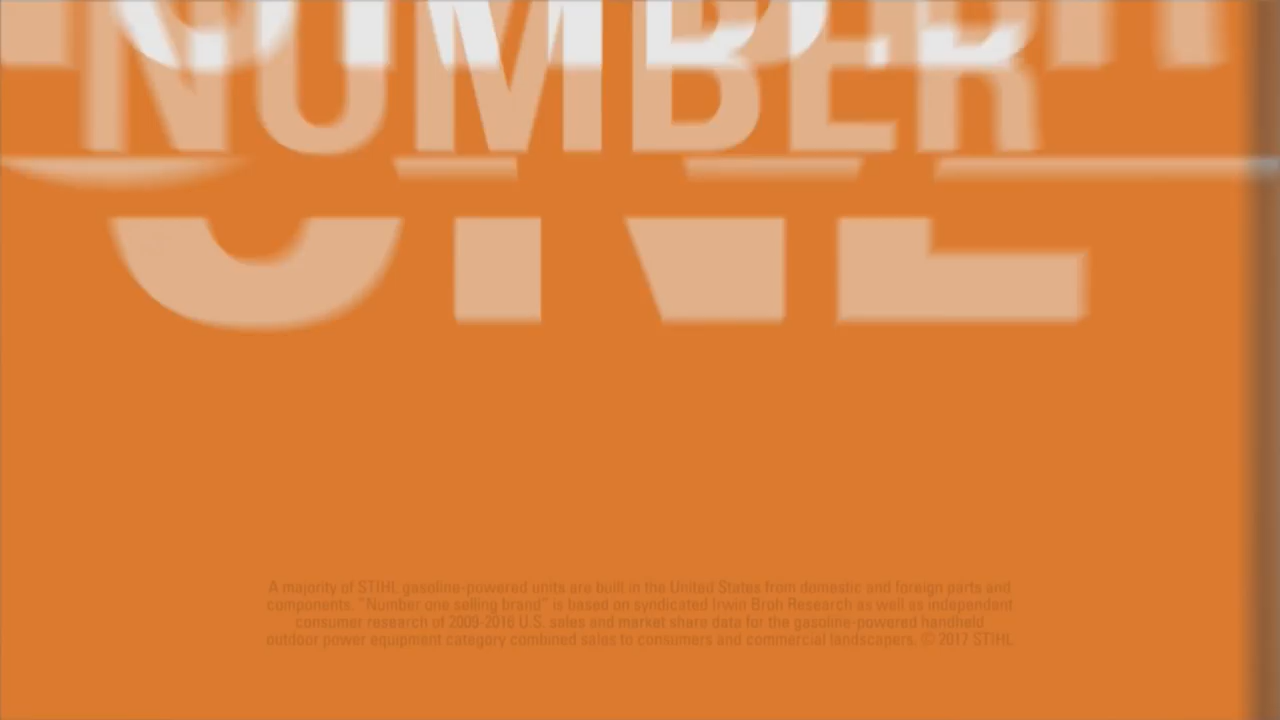 NUMBER
ONE
A majority of STIHL gasoline-powered units are built in the United States from domestic and foreign parts and
components. "Number one selling brand" is based on syndicated Irwin Broh Research as well as independent
consumer research of 2009-2016 U.S. sales and market share data for the gasoline-powered handheld
outdoor power equipment category combined sales to consumers and commercial landscapers. © 2017 STIHL